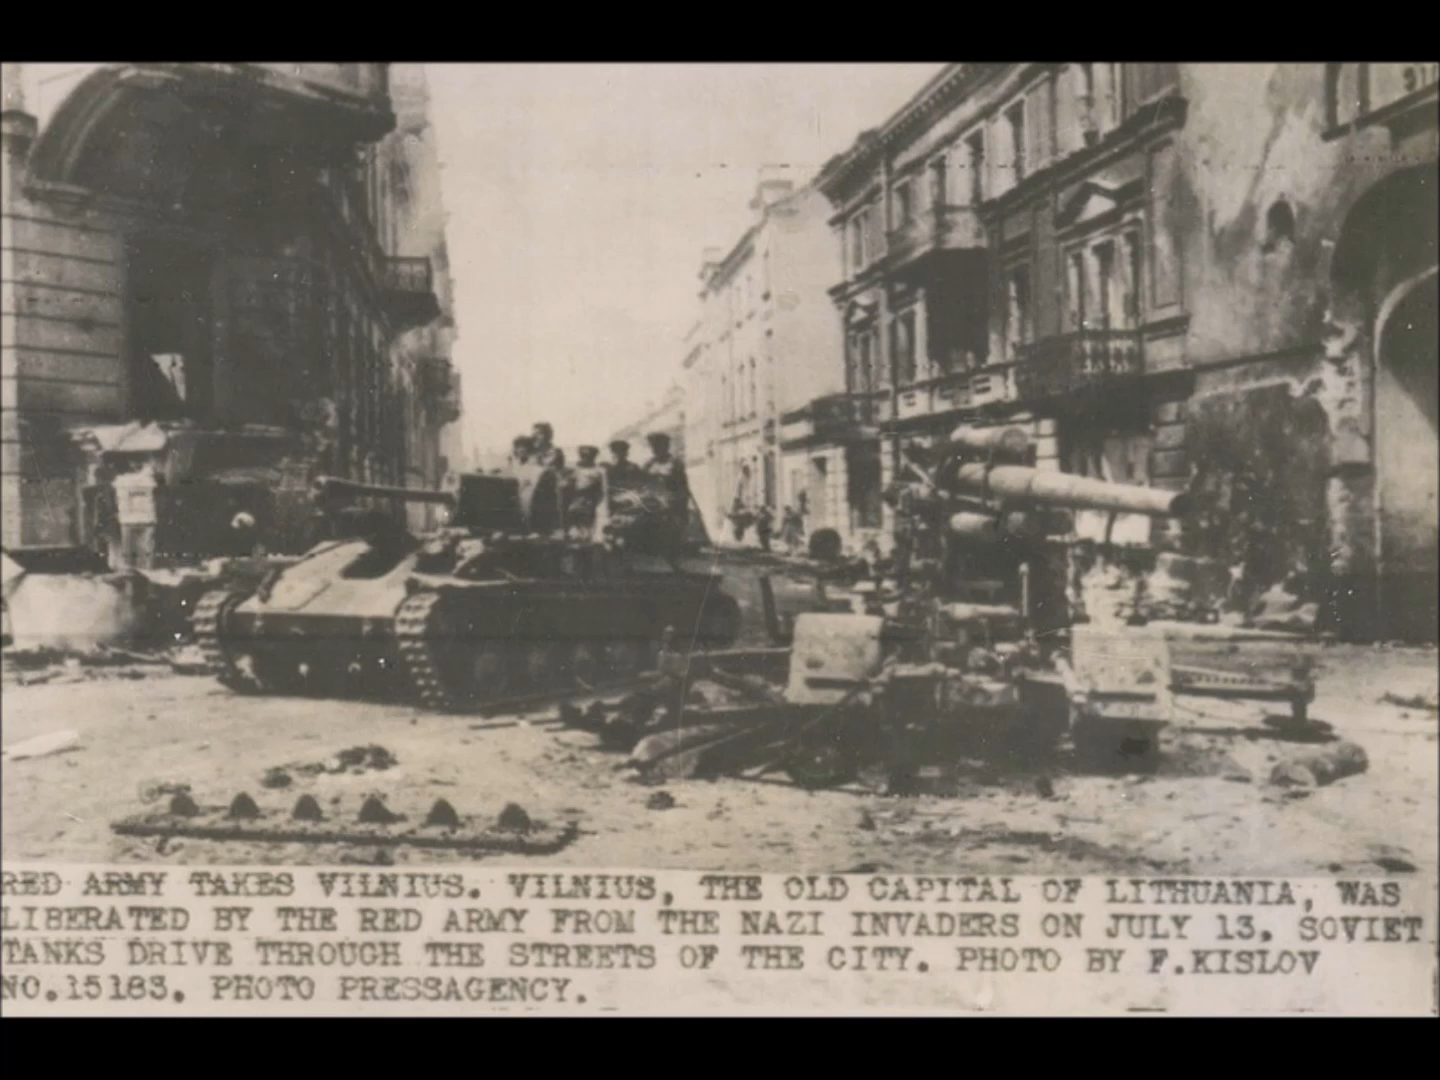 RED ARMY TAKES VILNIUS. VILNIUS, THE OLD CAPITAL OF LITHUANIA, WAS
LIBERATED BY THE RED ARMY FROM THE NAZI INVADERS ON JULY 13. SOVIET
TANKS DRIVE THROUGH THE STREETS OF THE CITY. PHOTO BY F.KISLOV
NO.15183. PHOTO PRESSAGENCY.